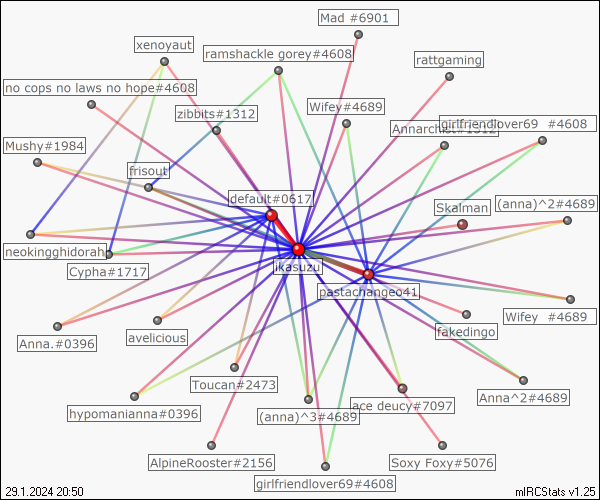 Mad #6901
xenoyaut
ramshackle gorey#4608
rattgaming
no cops no laws no hope#4608
zibbits#1312
Wifey#4689
girlfriendlover69 #4608
Mushy#1984
frisout
default#0617
Skalman
(anna)^2#4689
neokingghidorah
Cypha#1717
ikasuzu
pastachangeo41
Anna.#0396
avelicious
fakedingo
Wifey #4689
Toucan#2473
hypomanianna#0396
(anna)^3#4689
ace deucy#7097
Anna^2#4689
AlpineRooster#2156
Soxy Foxy#5076
girlfriendlover69#4608
29.1.2024 20:50
mIRCStats v1.25